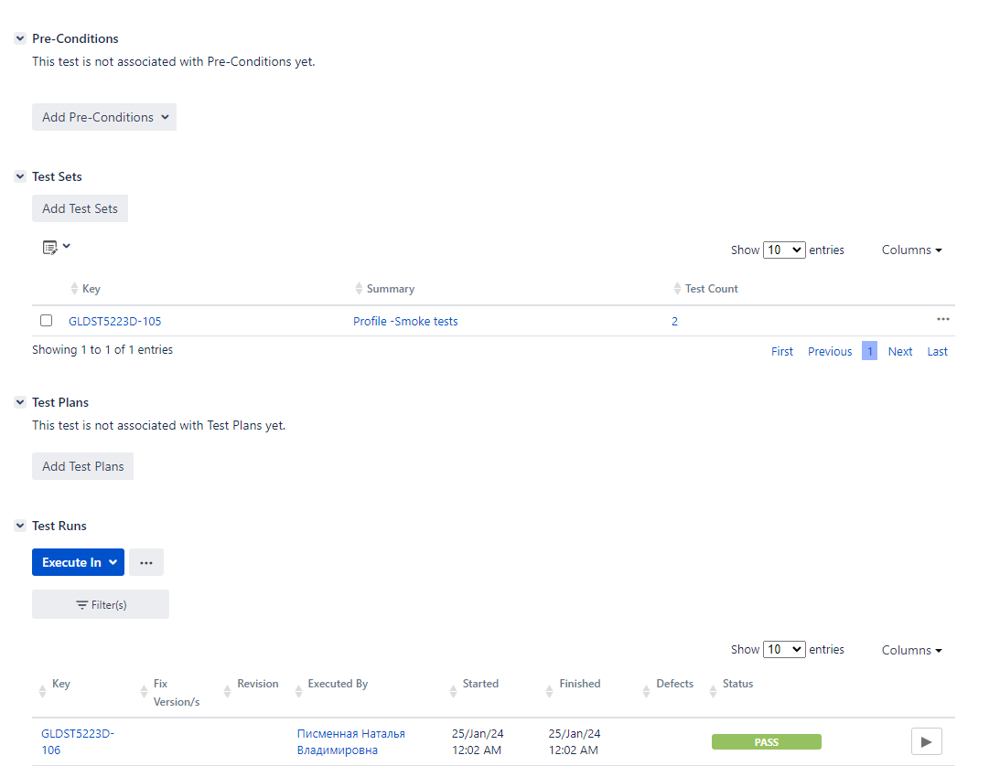 Pre-Conditions
This test is not associated with Pre-Conditions yet.
Add Pre-Conditions
Test Sets
Add Test Sets
Show 10 entries Columns
Key Summary Test Count
GLDST5223D-105 Profile -Smoke tests 2 ...
Showing 1 to 1 of 1 entries
First Previous 1 Next Last
Test Plans
This test is not associated with Test Plans yet.
Add Test Plans
Test Runs
Execute In ...
Filter(s)
Show 10 entries Columns
Key Fix Revision Executed By Started Finished Defects Status
Version/s
GLDST5223D- Писменная Наталья 25/Jan/24 25/Jan/24 PASS
106 Владимировна 12:02 AM 12:02 AM